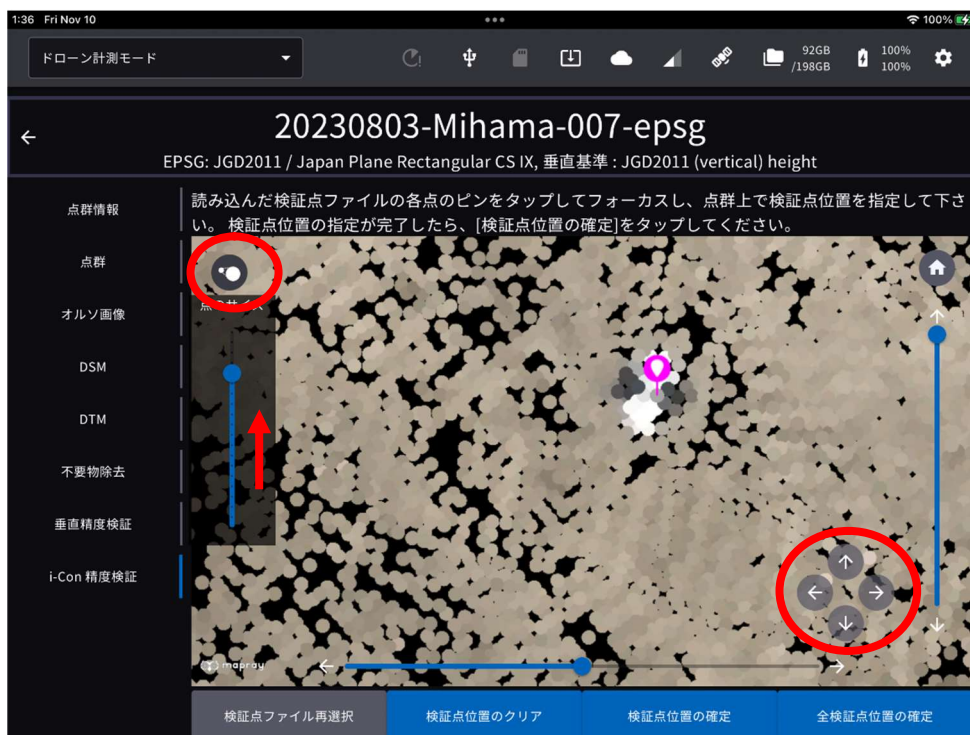 1:36 Fri Nov 10
100%
ドローン計測モード
92GB
/198GB
100%
100%
20230803-Mihama-007-epsg
EPSG: JGD2011 / Japan Plane Rectangular CS IX, 垂直基準 : JGD2011 (vertical) height
点群情報
点群
オルソ画像
DSM
DTM
不要物除去
垂直精度検証
i-Con 精度検証
読み込んだ検証点ファイルの各点のピンをタップしてフォーカスし、点群上で検証点位置を指定して下さ
い。 検証点位置の指定が完了したら、[検証点位置の確定]をタップしてください。
点のサイズ
mapray
検証点ファイル再選択
検証点位置のクリア
検証点位置の確定
全検証点位置の確定